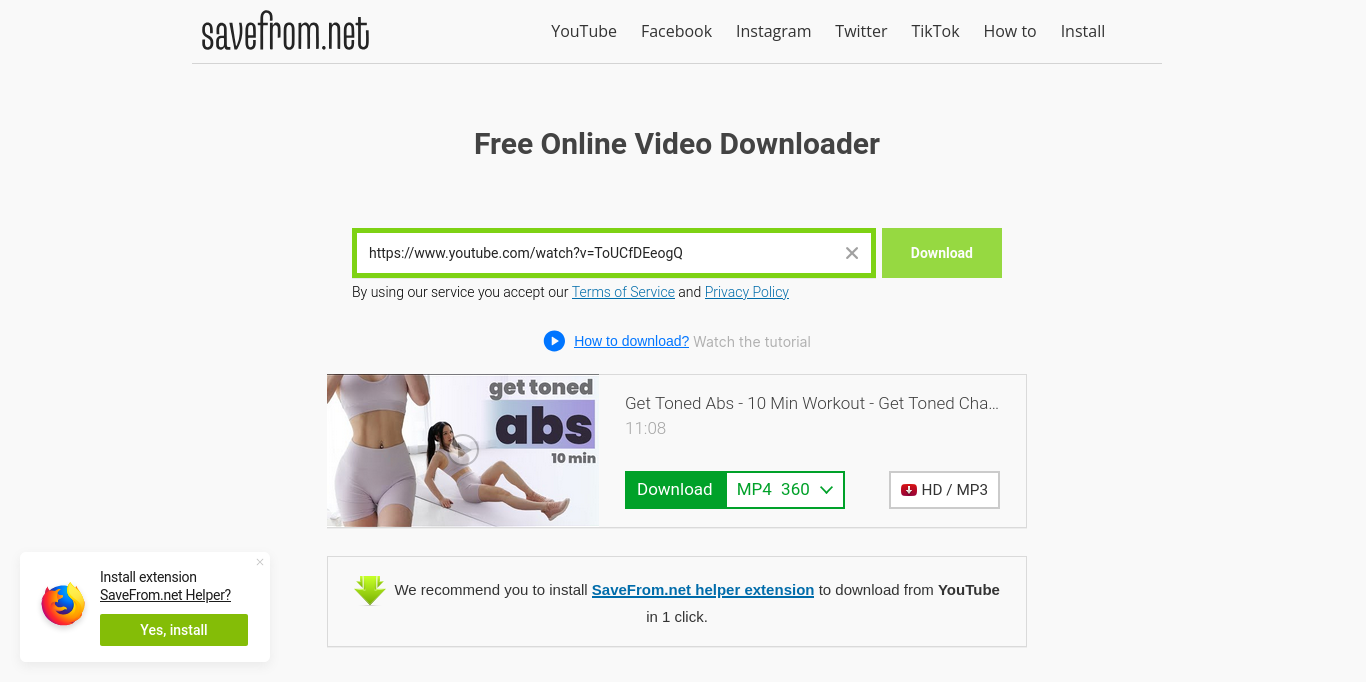 savefrom.net
YouTube Facebook Instagram Twitter TikTok How to Install
Free Online Video Downloader
https://www.youtube.com/watch?v=ToUCfDEeogQ
Download
By using our service you accept our Terms of Service and Privacy Policy
How to download? Watch the tutorial
get toned
abs
10 min
Get Toned Abs - 10 Min Workout - Get Toned Cha...
11:08
Download MP4 360
HD / MP3
We recommend you to install SaveFrom.net helper extension to download from YouTube
in 1 click.
Install extension
SaveFrom.net Helper?
Yes, install